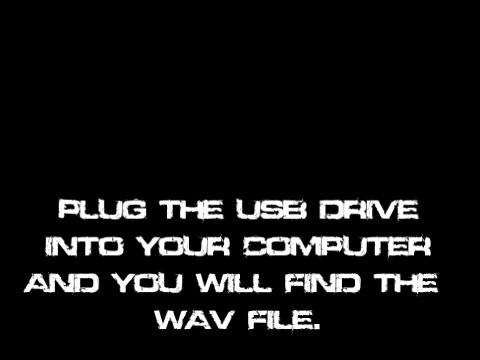 PLUG THE USB DRIVE
INTO YOUR COMPUTER
AND YOU WILL FIND THE
WAV FILE.